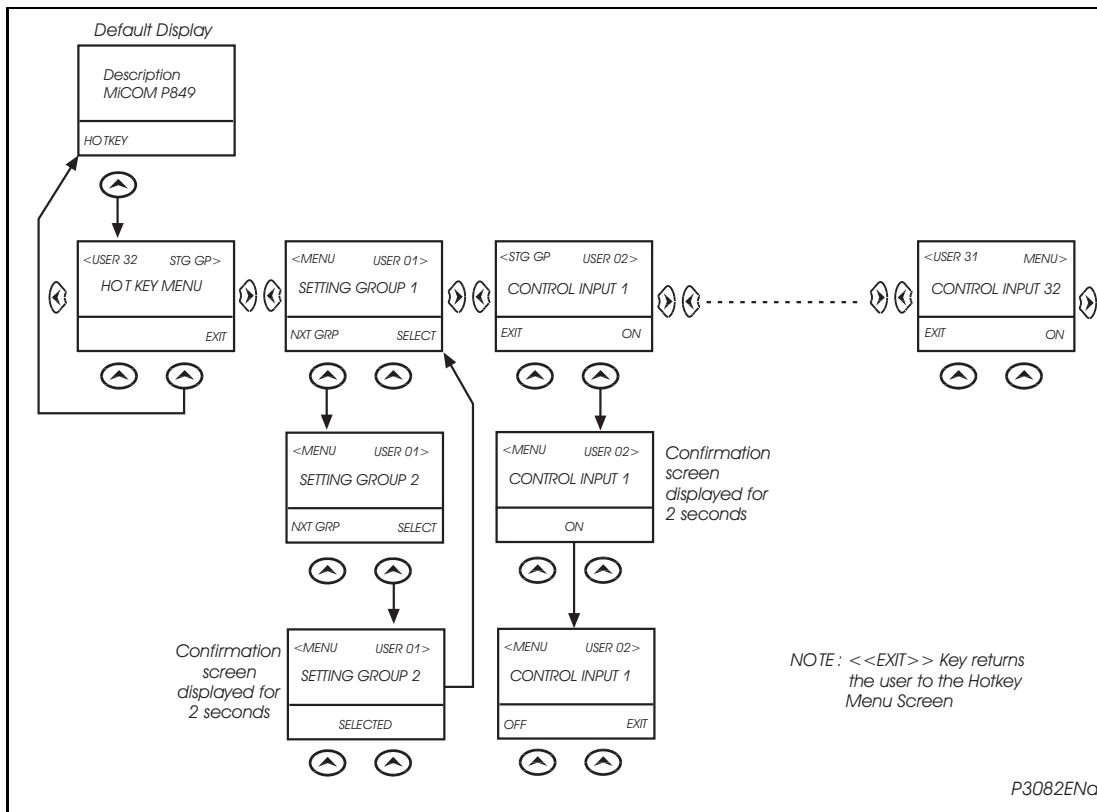 Default Display
Description
MiCOM P849
HOTKEY
<USER 32 STG GP>
HOT KEY MENU
EXIT
<MENU USER 01>
SETTING GROUP 1
NXT GRP SELECT
<STG GP USER 02>
CONTROL INPUT 1
EXIT ON
<USER 31 MENU>
CONTROL INPUT 32
EXIT ON
<MENU USER 01>
SETTING GROUP 2
NXT GRP SELECT
<MENU USER 02>
CONTROL INPUT 1
ON
Confirmation
screen
displayed for
2 seconds
Confirmation
screen
displayed for
2 seconds
<MENU USER 01>
SETTING GROUP 2
SELECTED
<MENU USER 02>
CONTROL INPUT 1
OFF EXIT
NOTE : <<EXIT>> Key returns
the user to the Hotkey
Menu Screen
P3082ENa